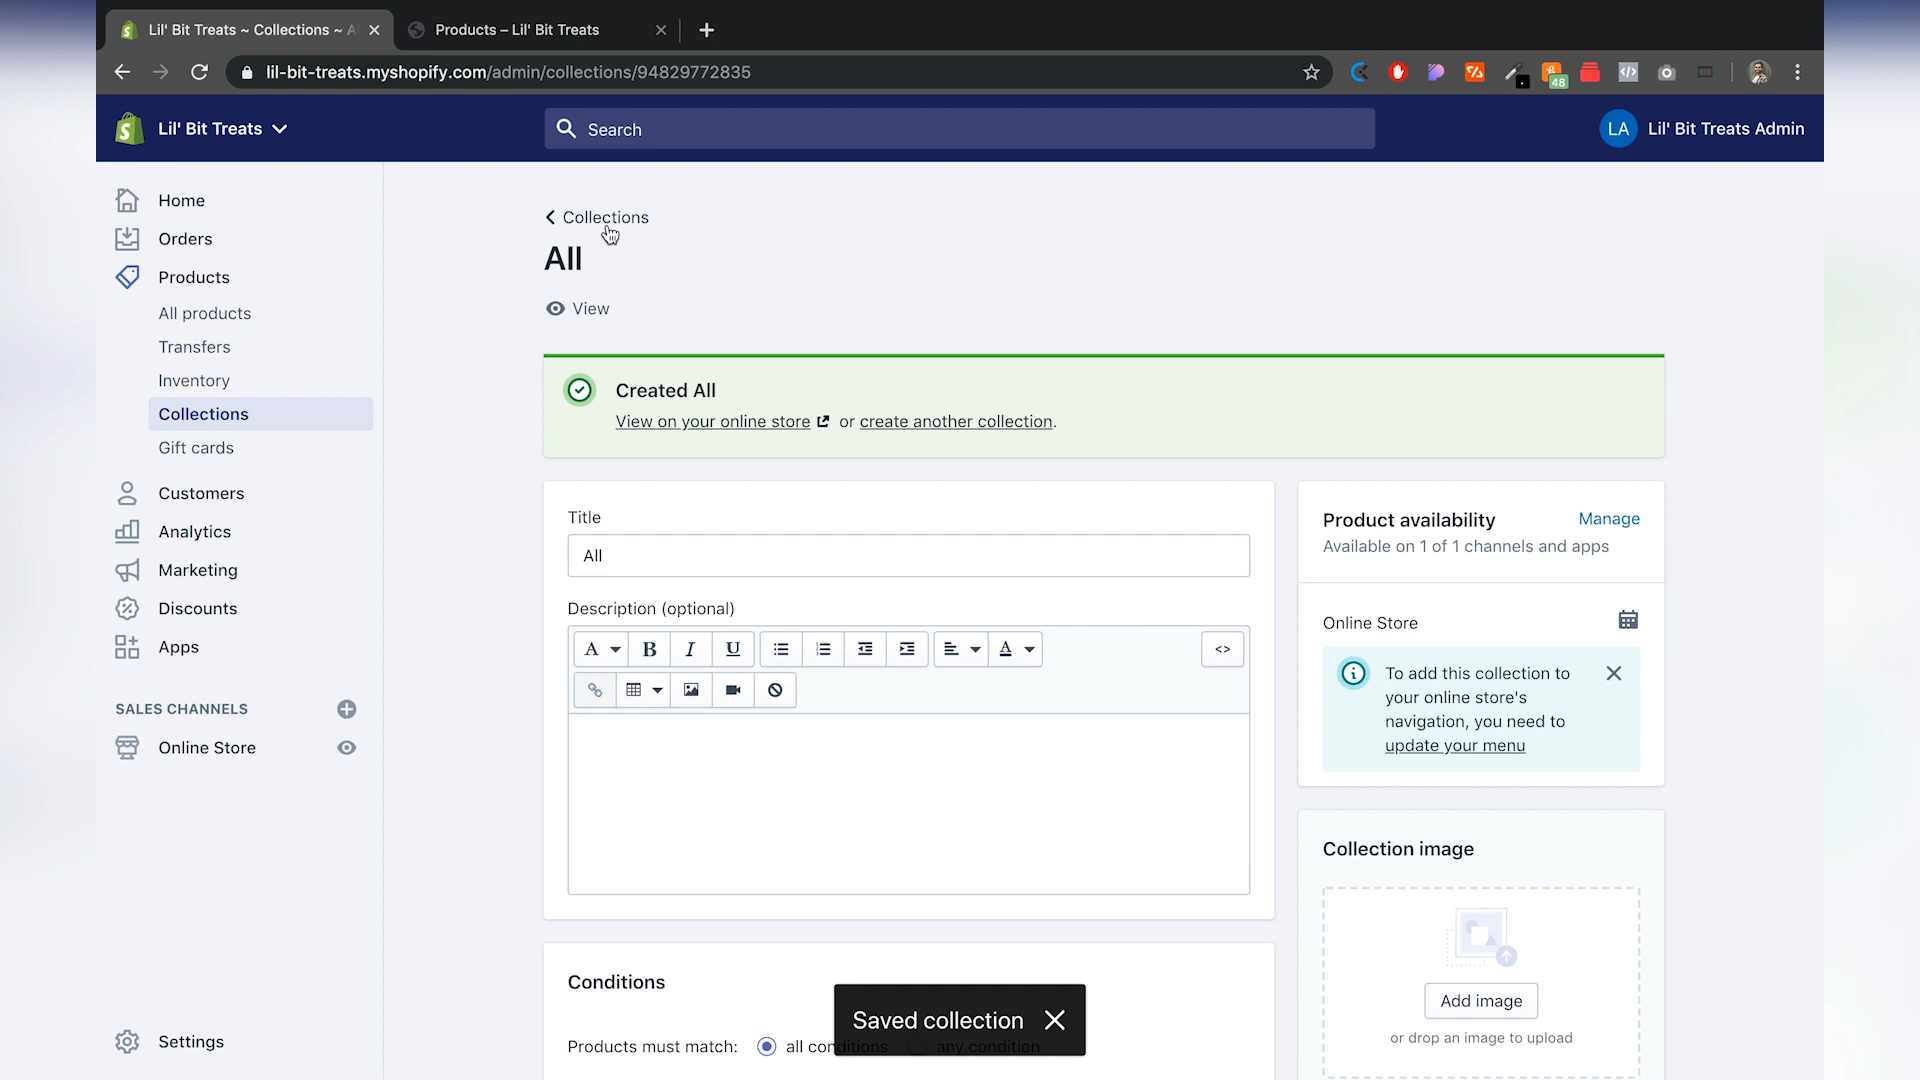 Lil' Bit Treats ~ Collections ~ A
Products – Lil' Bit Treats
lil-bit-treats.myshopify.com/admin/collections/94829772835
48
Lil' Bit Treats
Search
LA
Lil' Bit Treats Admin
Home
Orders
Products
All products
Transfers
Inventory
Collections
Gift cards
Customers
Analytics
Marketing
Discounts
Apps
SALES CHANNELS
Online Store
Settings
Collections
All
View
Created All
View on your online store or create another collection.
Title
All
Description (optional)
A
B I U
A
<>
Conditions
Products must match: all conditions any condition
Saved collection
Product availability
Manage
Available on 1 of 1 channels and apps
Online Store
To add this collection to
your online store's
navigation, you need to
update your menu
Collection image
Add image
or drop an image to upload